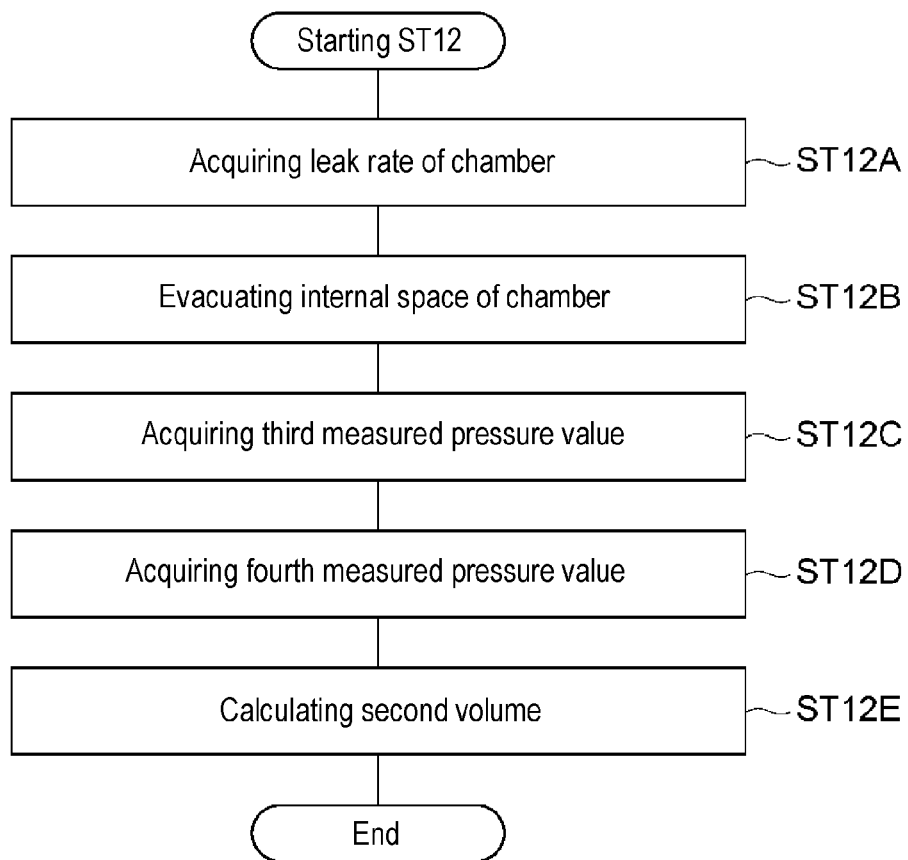 Starting ST12
Acquiring leak rate of chamber
ST12A
Evacuating internal space of chamber
ST12B
Acquiring third measured pressure value
ST12C
Acquiring fourth measured pressure value
ST12D
Calculating second volume
ST12E
End